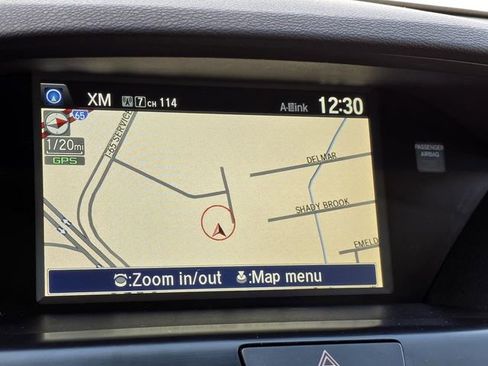 XM 7 CH 114 A-link 12:30
65
1/20mi
GPS
I-65 SERVICE
DELMAR
SHADY BROOK
EMELD
:Zoom in/out :Map menu
PASSENGER
AIRBAG